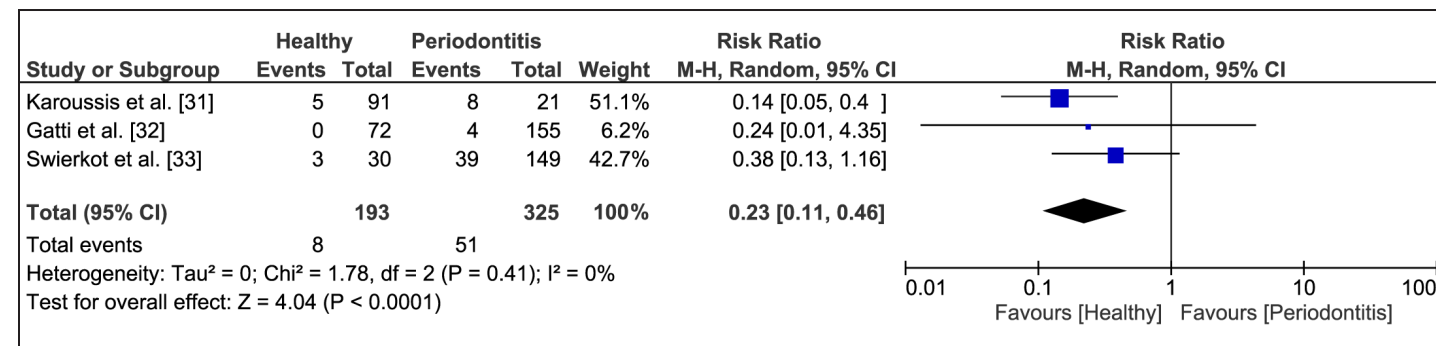 Healthy Periodontitis Risk Ratio Risk Ratio
Study or Subgroup Events Total Events Total Weight M-H, Random, 95% CI M-H, Random, 95% CI
Karoussis et al. [31] 5 91 8 21 51.1% 0.14 [0.05, 0.4 ]
Gatti et al. [32] 0 72 4 155 6.2% 0.24 [0.01, 4.35]
Swierkot et al. [33] 3 30 39 149 42.7% 0.38 [0.13, 1.16]
Total (95% CI) 193 325 100% 0.23 [0.11, 0.46]
Total events 8 51
Heterogeneity: Tau² = 0; Chi² = 1.78, df = 2 (P = 0.41); I² = 0%
Test for overall effect: Z = 4.04 (P < 0.0001)
0.01 0.1 1 10 100
Favours [Healthy] Favours [Periodontitis]